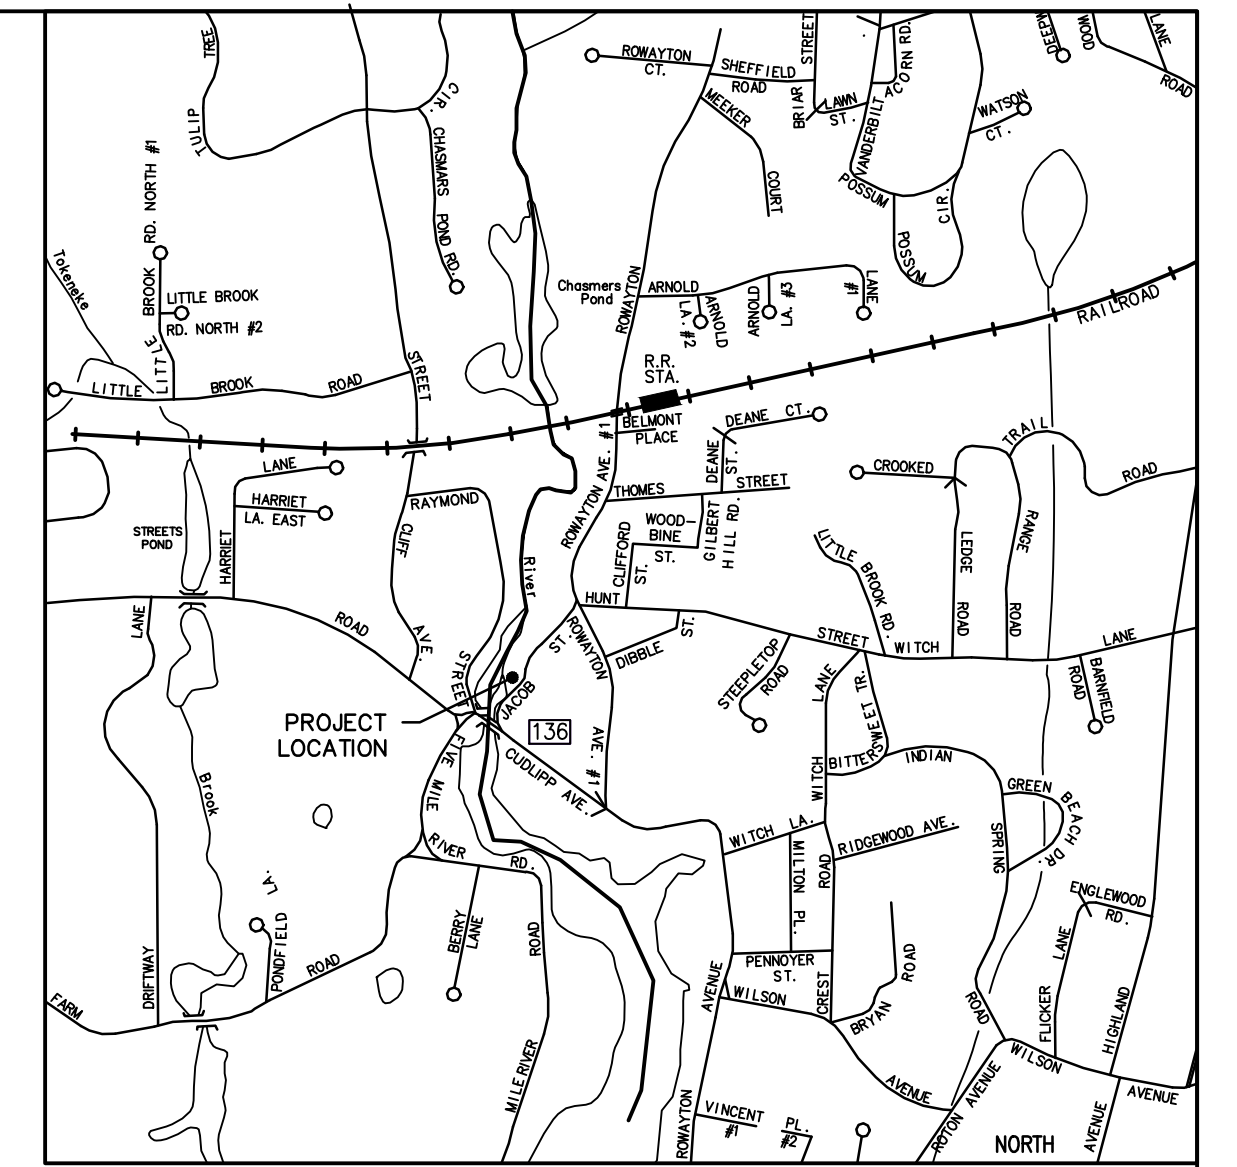 TREE
TULIP
CIR.
CHASMARS POND RD.
ROWAYTON
CT.
SHEFFIELD
ROAD
STREET
BRIAR
LAWN
ST.
ACORN RD.
VANDERBILT
WATSON
CT.
DEEPW
WOOD
LANE
ROAD
MEEKER
COURT
POSSUM
CIR.
POSSUM
RD. NORTH #1
BROOK
LITTLE
LITTLE BROOK
RD. NORTH #2
Tokeneke
Chasmers
Pond
ROWAYTON
ARNOLD
LA. #2
ARNOLD
ARNOLD
LA. #3
LANE
#1
RAILROAD
R.R.
STA.
LITTLE BROOK ROAD
STREET
BELMONT
PLACE
DEANE CT.
DEANE
ST.
ROWAYTON AVE. #1
THOMES STREET
LANE
HARRIET
LA. EAST
HARRIET
RAYMOND
CLIFF
AVE.
STREETS
POND
River
WOOD-
BINE
ST.
CLIFFORD
ST.
GILBERT
HILL RD.
CROOKED
TRAIL
ROAD
LEDGE
ROAD
RANGE
ROAD
LITTLE BROOK RD.
HUNT
STREET
WITCH
LANE
LANE
ROAD
STREET
ST.
JACOB
ROWAYTON
AVE. #1
DIBBLE
ST.
STEEPLETOP
ROAD
LANE
WITCH
BITTERSWEET TR.
BARNFIELD
ROAD
PROJECT
LOCATION
136
CUDLIPP AVE.
FIVE MILE
RIVER RD.
INDIAN
SPRING
ROAD
GREEN BEACH DR.
Brook
LA.
PONDFIELD
WITCH LA.
MILTON PL.
RIDGEWOOD AVE.
ROAD
CREST
ENGLEWOOD
RD.
BERRY
LANE
ROAD
MILE RIVER
DRIFTWAY
FARM
ROAD
PENNOYER
ST.
AVENUE
WILSON
BRYAN
ROAD
AVENUE
LANE
FLICKER
HIGHLAND
AVENUE
WILSON
AVENUE
ROTON AVENUE
ROWAYTON
VINCENT
#1
PL.
#2
NORTH